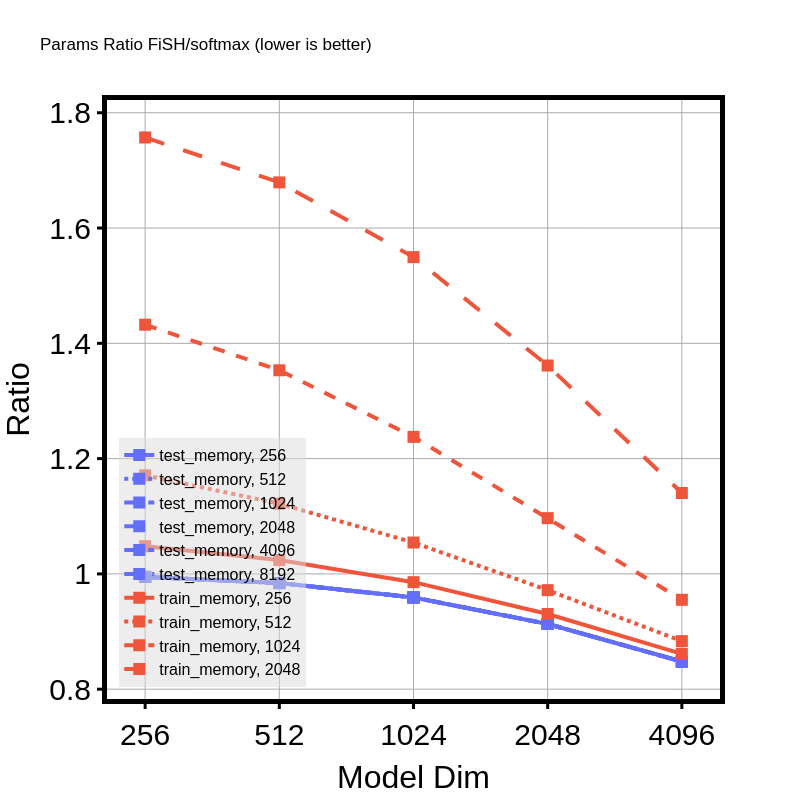 Params Ratio FiSH/softmax (lower is better)
1.8
1.6
1.4
1.2
1
0.8
Ratio
test_memory, 256
test_memory, 512
test_memory, 1024
test_memory, 2048
test_memory, 4096
test_memory, 8192
train_memory, 256
train_memory, 512
train_memory, 1024
train_memory, 2048
256 512 1024 2048 4096
Model Dim